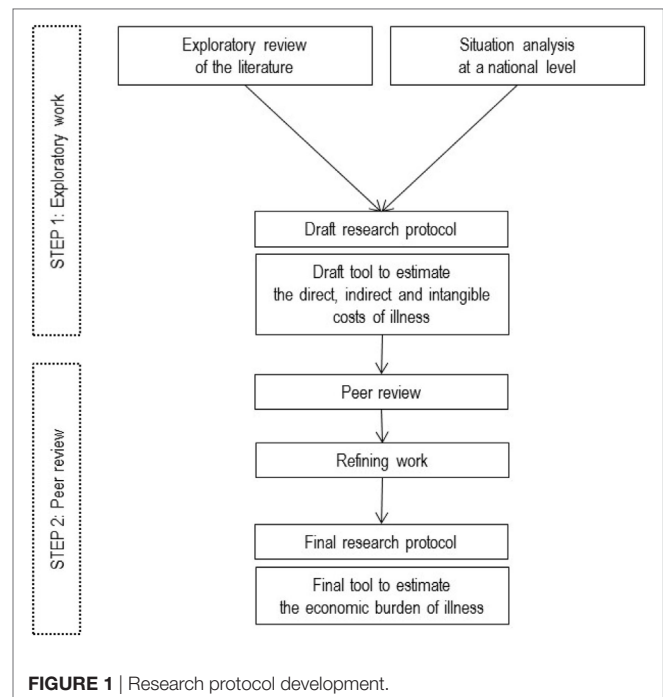 STEP 1: Exploratory work
Exploratory review
of the literature
Situation analysis
at a national level
Draft research protocol
Draft tool to estimate
the direct, indirect and intangible
costs of illness
STEP 2: Peer review
Peer review
Refining work
Final research protocol
Final tool to estimate
the economic burden of illness
FIGURE 1 | Research protocol development.